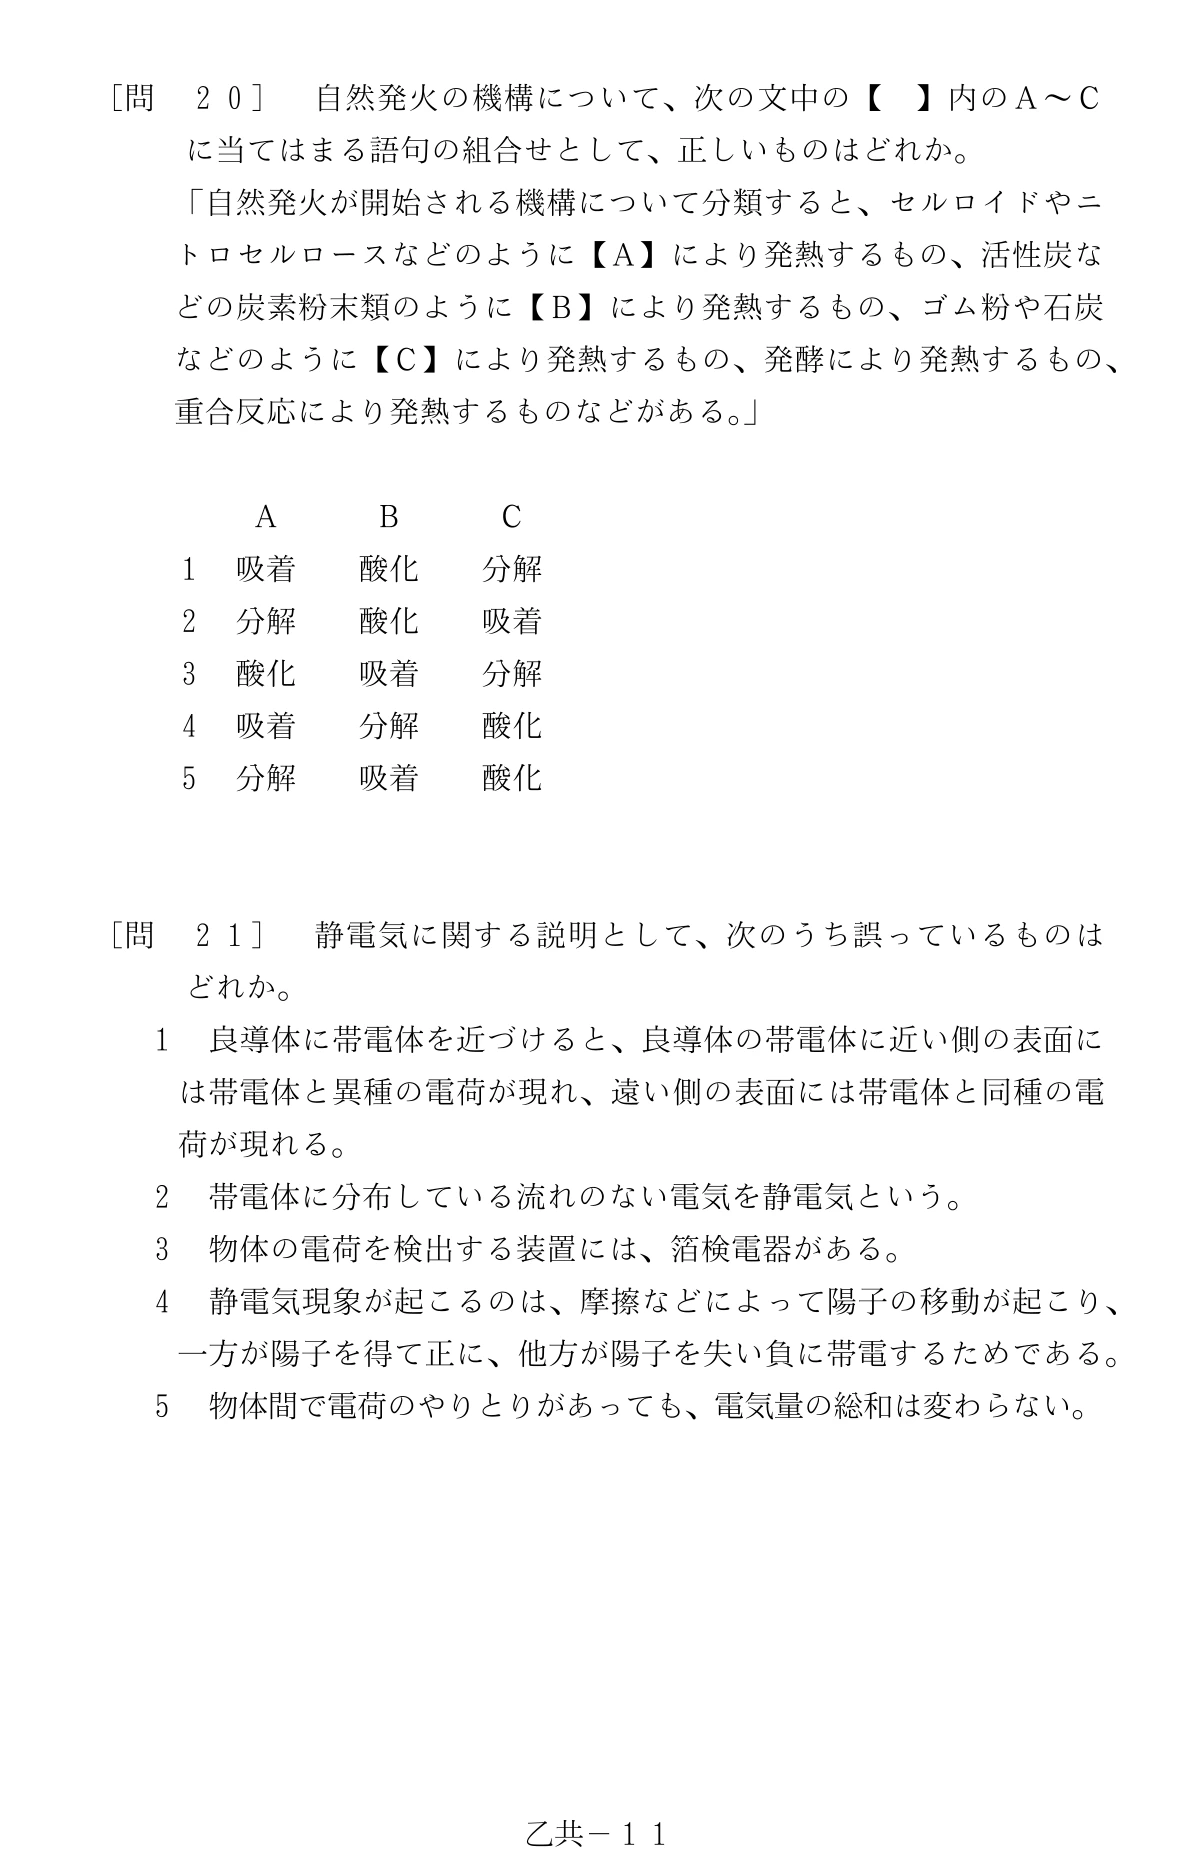 ［問　２０］　自然発火の機構について、次の文中の【　】内のＡ～Ｃ
に当てはまる語句の組合せとして、正しいものはどれか。
「自然発火が開始される機構について分類すると、セルロイドやニ
トロセルロースなどのように【Ａ】により発熱するもの、活性炭な
どの炭素粉末類のように【Ｂ】により発熱するもの、ゴム粉や石炭
などのように【Ｃ】により発熱するもの、発酵により発熱するもの、
重合反応により発熱するものなどがある。」
Ａ　Ｂ　Ｃ
1　吸着　酸化　分解
2　分解　酸化　吸着
3　酸化　吸着　分解
4　吸着　分解　酸化
5　分解　吸着　酸化
［問　２１］　静電気に関する説明として、次のうち誤っているものは
どれか。
1　良導体に帯電体を近づけると、良導体の帯電体に近い側の表面に
は帯電体と異種の電荷が現れ、遠い側の表面には帯電体と同種の電
荷が現れる。
2　帯電体に分布している流れのない電気を静電気という。
3　物体の電荷を検出する装置には、箔検電器がある。
4　静電気現象が起こるのは、摩擦などによって陽子の移動が起こり、
一方が陽子を得て正に、他方が陽子を失い負に帯電するためである。
5　物体間で電荷のやりとりがあっても、電気量の総和は変わらない。
乙共－１１